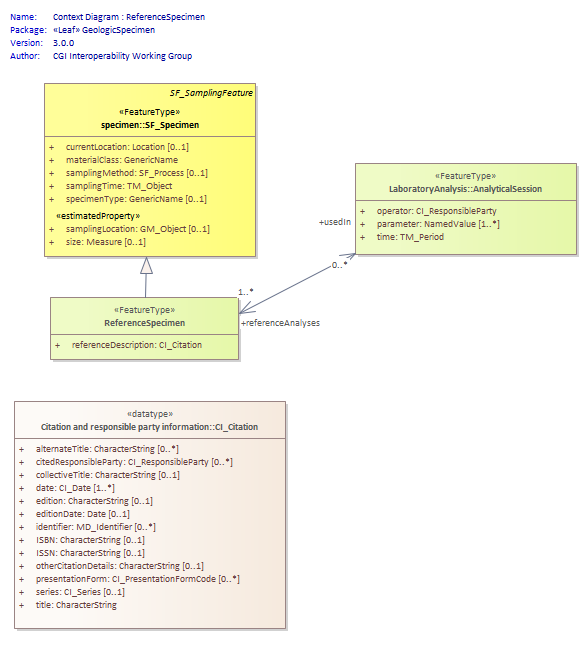 Name: Context Diagram : ReferenceSpecimen
Package: «Leaf» GeologicSpecimen
Version: 3.0.0
Author: CGI Interoperability Working Group
SF_SamplingFeature
«FeatureType»
specimen::SF_Specimen
+ currentLocation: Location [0..1]
+ materialClass: GenericName
+ samplingMethod: SF_Process [0..1]
+ samplingTime: TM_Object
+ specimenType: GenericName [0..1]
«estimatedProperty»
+ samplingLocation: GM_Object [0..1]
+ size: Measure [0..1]
«FeatureType»
LaboratoryAnalysis::AnalyticalSession
+ operator: CI_ResponsibleParty
+ parameter: NamedValue [1..*]
+ time: TM_Period
+usedIn
0..*
1..*
+referenceAnalyses
«FeatureType»
ReferenceSpecimen
+ referenceDescription: CI_Citation
«datatype»
Citation and responsible party information::CI_Citation
+ alternateTitle: CharacterString [0..*]
+ citedResponsibleParty: CI_ResponsibleParty [0..*]
+ collectiveTitle: CharacterString [0..1]
+ date: CI_Date [1..*]
+ edition: CharacterString [0..1]
+ editionDate: Date [0..1]
+ identifier: MD_Identifier [0..*]
+ ISBN: CharacterString [0..1]
+ ISSN: CharacterString [0..1]
+ otherCitationDetails: CharacterString [0..1]
+ presentationForm: CI_PresentationFormCode [0..*]
+ series: CI_Series [0..1]
+ title: CharacterString